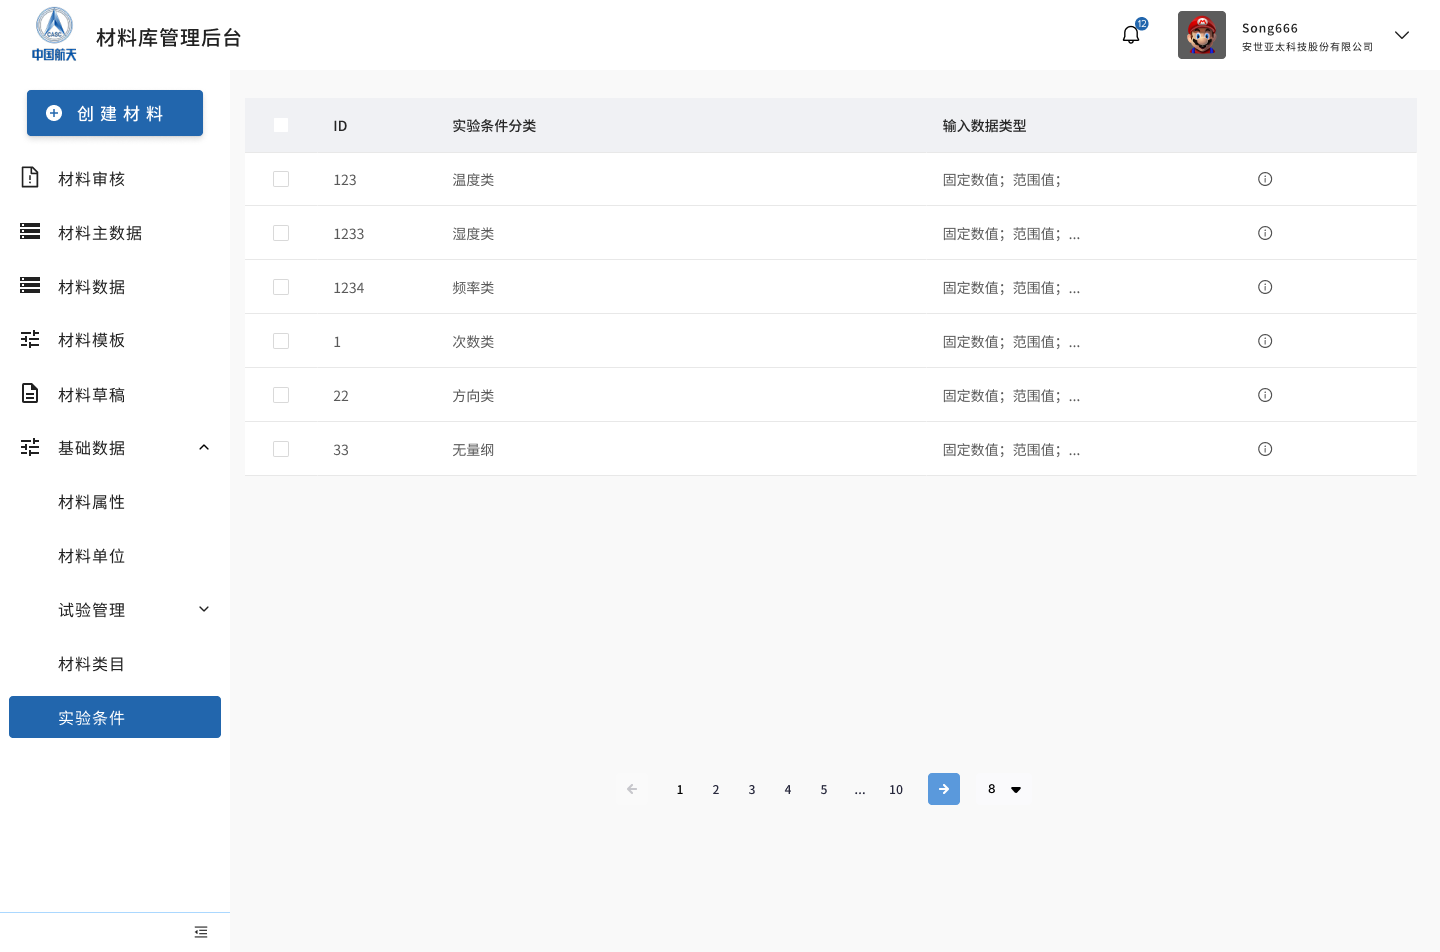 CASC
中国航天
材料库管理后台
12
Song666
安世亚太科技股份有限公司
创建材料
材料审核
材料主数据
材料数据
材料模板
材料草稿
基础数据
材料属性
材料单位
试验管理
材料类目
实验条件
ID 实验条件分类 输入数据类型
123 温度类 固定数值；范围值；
1233 湿度类 固定数值；范围值；...
1234 频率类 固定数值；范围值；...
1 次数类 固定数值；范围值；...
22 方向类 固定数值；范围值；...
33 无量纲 固定数值；范围值；...
1 2 3 4 5 ... 10 8